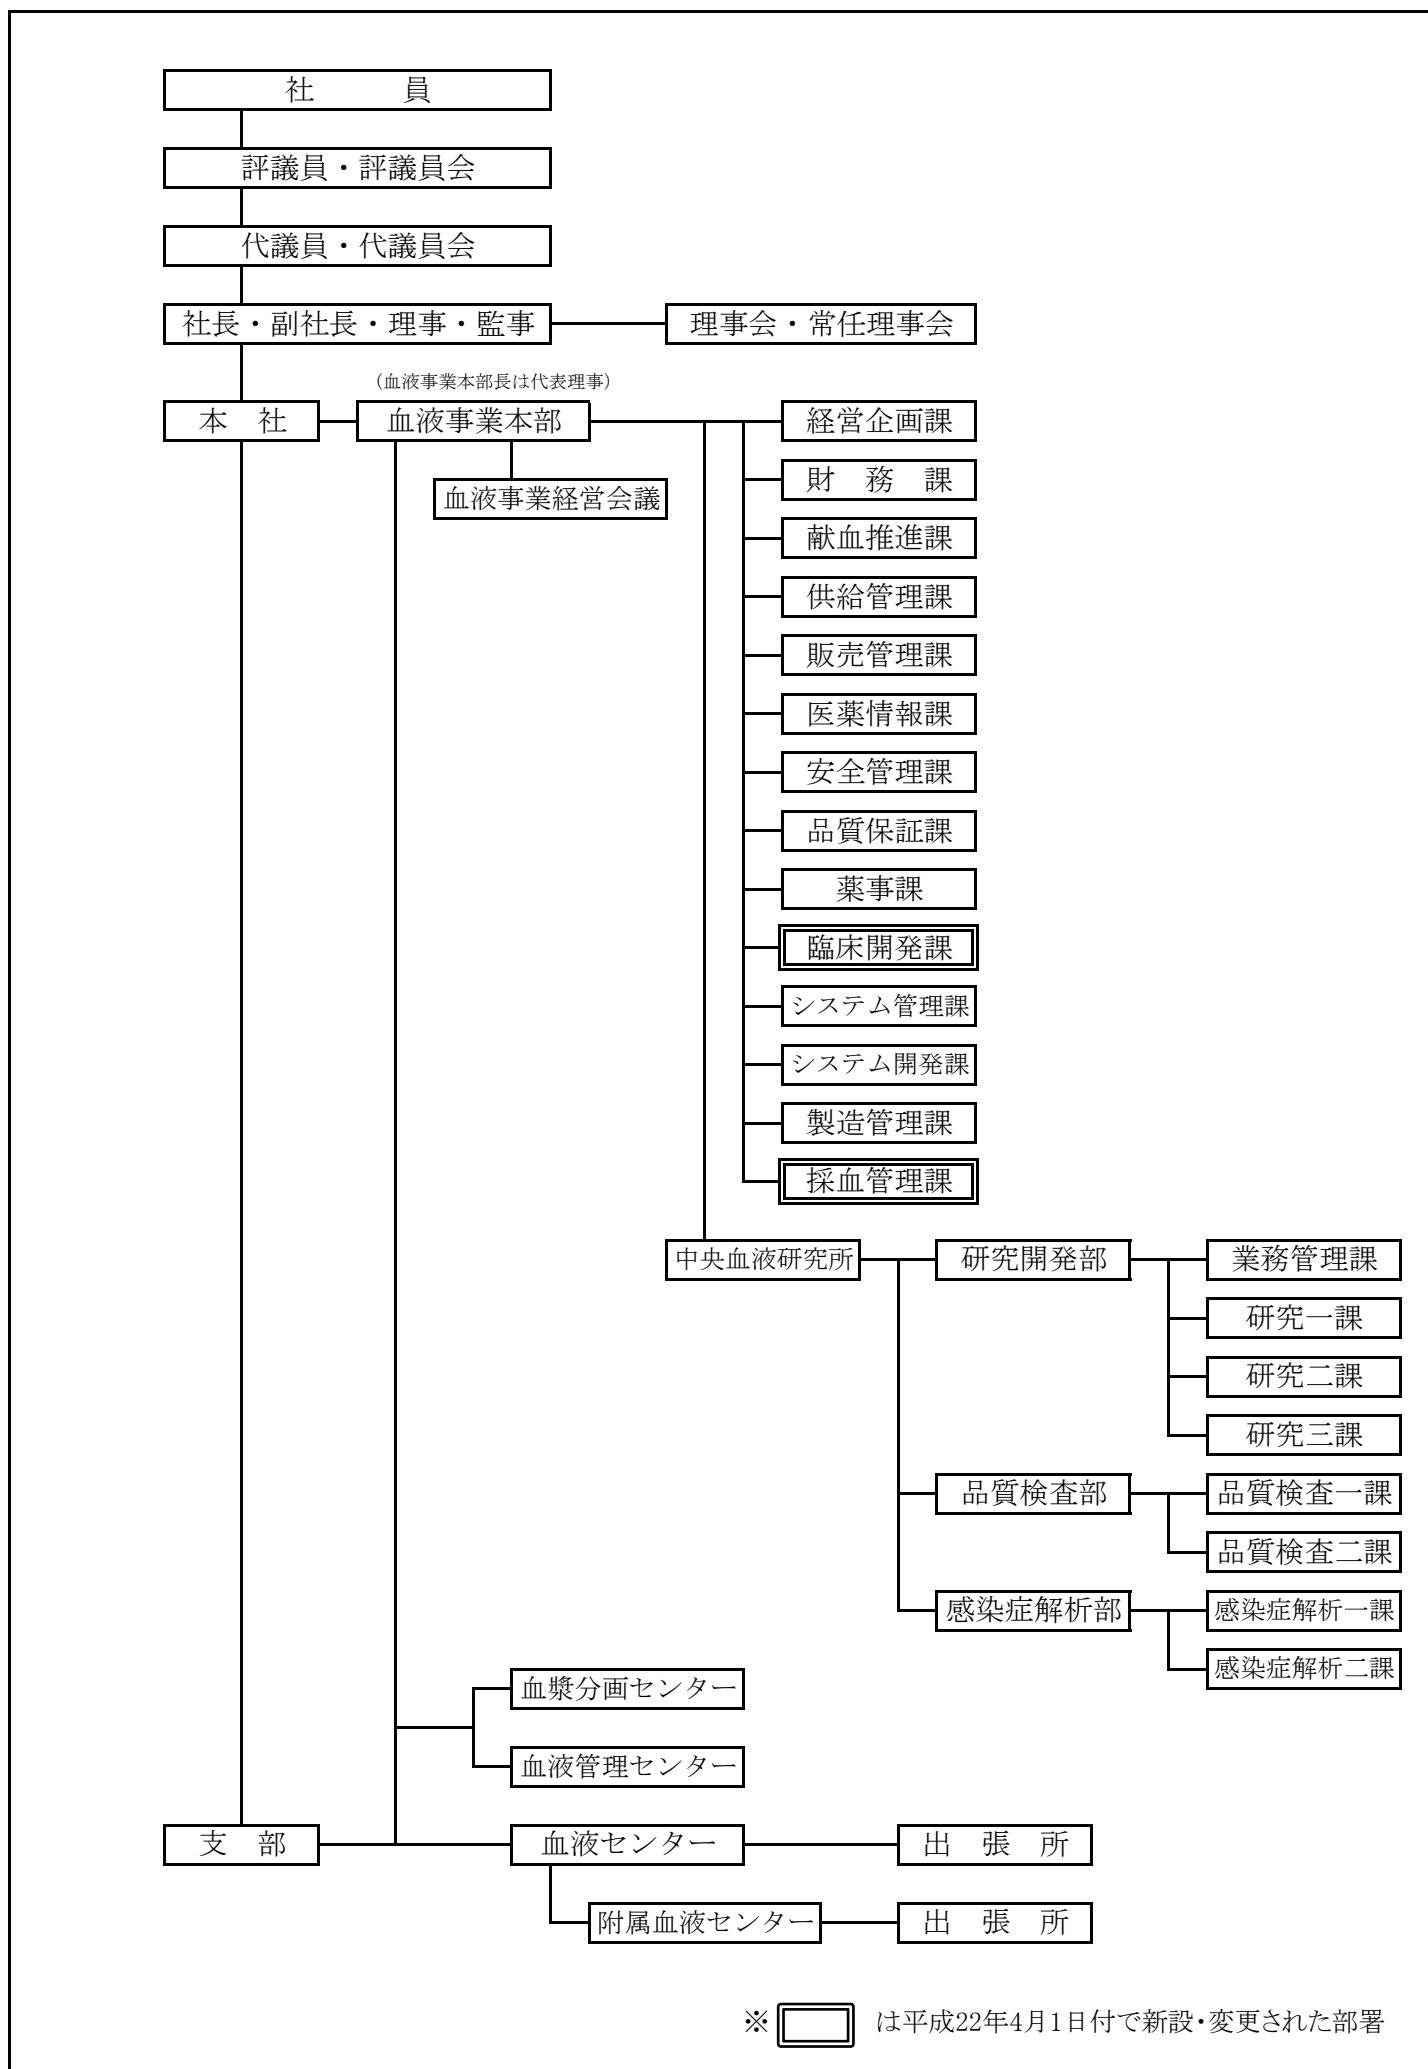 社　　　員
評議員・評議員会
代議員・代議員会
社長・副社長・理事・監事
理事会・常任理事会
（血液事業本部長は代表理事）
本　社
血液事業本部
血液事業経営会議
経営企画課
財　務　課
献血推進課
供給管理課
販売管理課
医薬情報課
安全管理課
品質保証課
薬事課
臨床開発課
システム管理課
システム開発課
製造管理課
採血管理課
中央血液研究所
研究開発部
業務管理課
研究一課
研究二課
研究三課
品質検査部
品質検査一課
品質検査二課
感染症解析部
感染症解析一課
感染症解析二課
血漿分画センター
血液管理センター
支　部
血液センター
出　張　所
附属血液センター
出　張　所
※　は平成22年4月1日付で新設・変更された部署